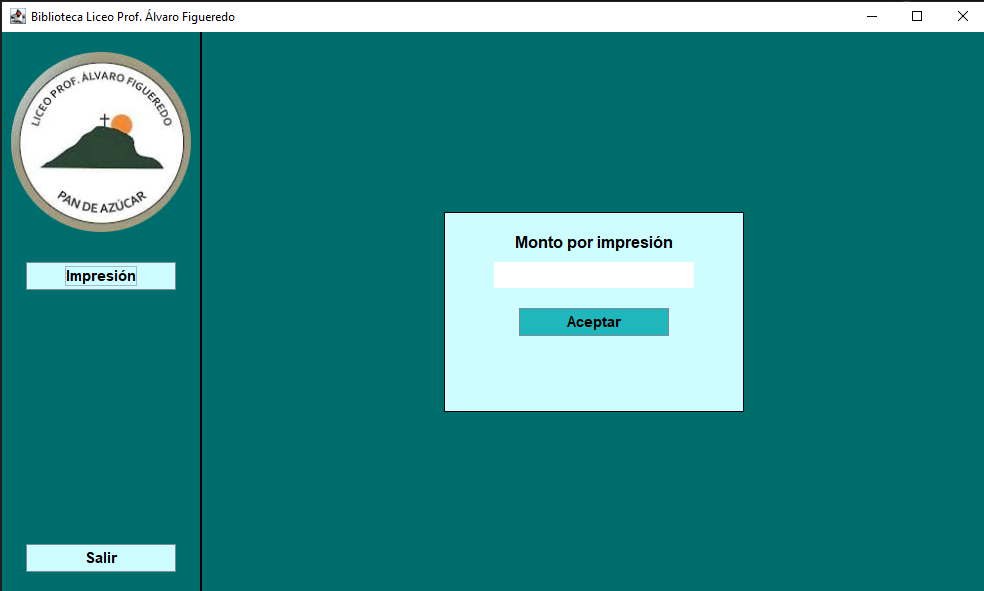 Biblioteca Liceo Prof. Álvaro Figueredo
LICEO PROF. ÁLVARO FIGUEREDO
PAN DE AZÚCAR
Impresión
Monto por impresión
Aceptar
Salir